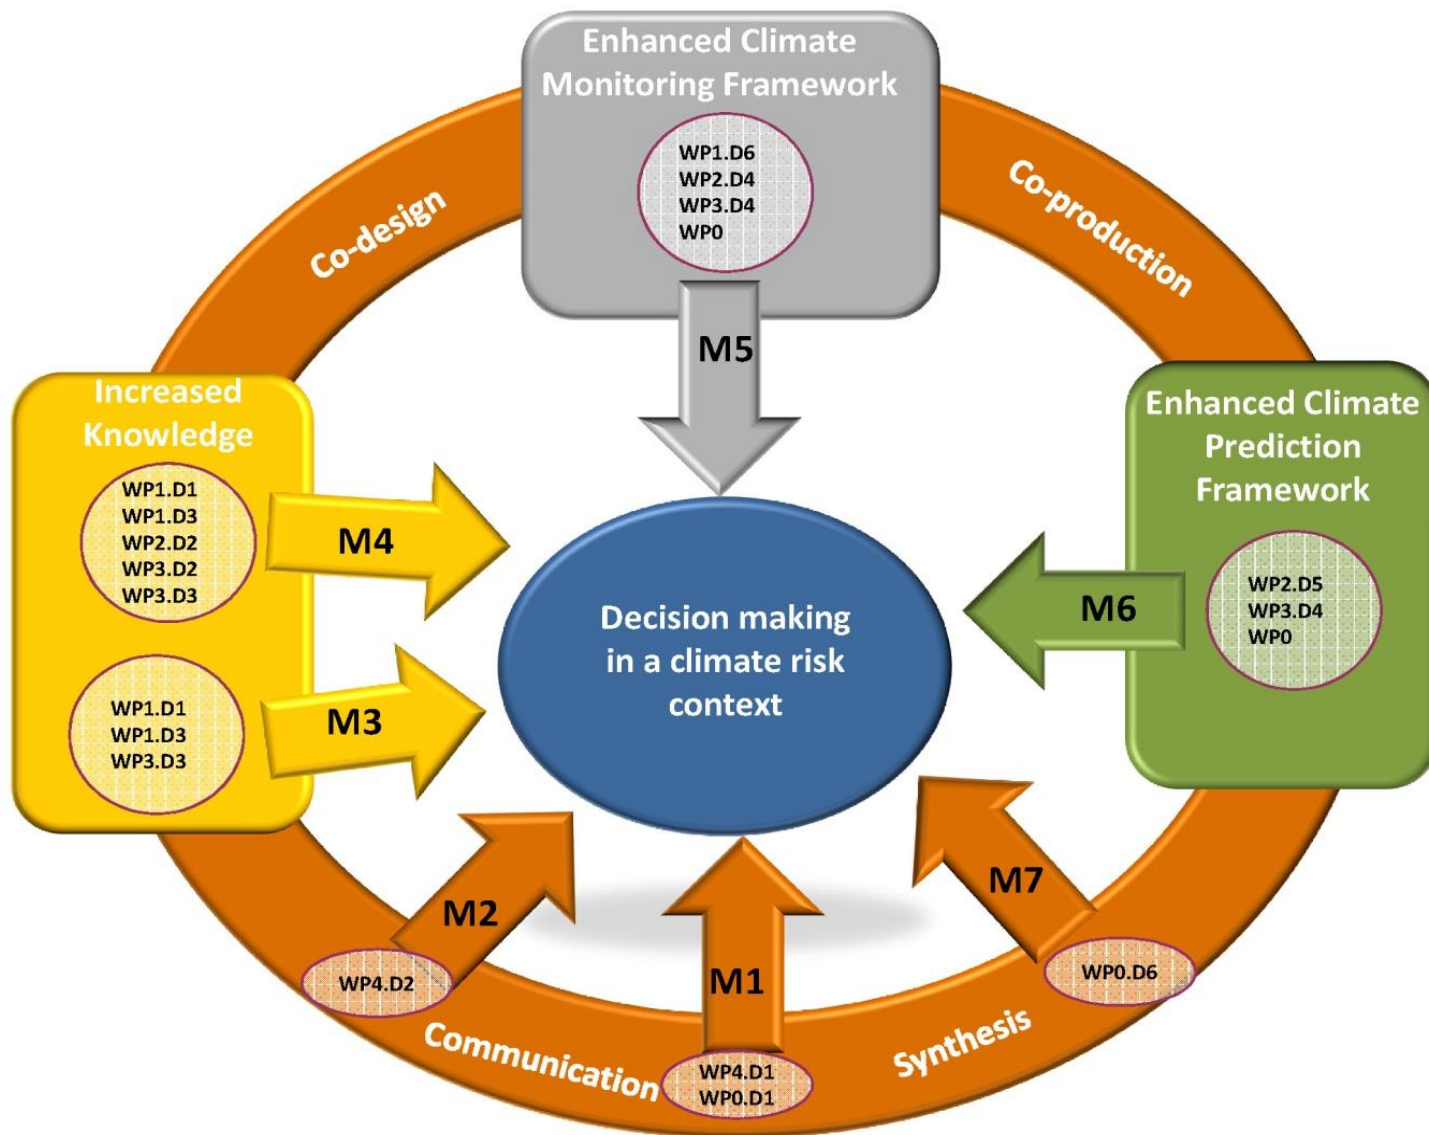 Enhanced Climate
Monitoring Framework
WP1.D6
WP2.D4
WP3.D4
WP0
M5
Co-design
Co-production
Increased
Knowledge
WP1.D1
WP1.D3
WP2.D2
WP3.D2
WP3.D3
M4
WP1.D1
WP1.D3
WP3.D3
M3
Decision making
in a climate risk
context
Enhanced Climate
Prediction
Framework
WP2.D5
WP3.D4
WP0
M6
M2
WP4.D2
M1
WP4.D1
WP0.D1
M7
WP0.D6
Communication
Synthesis